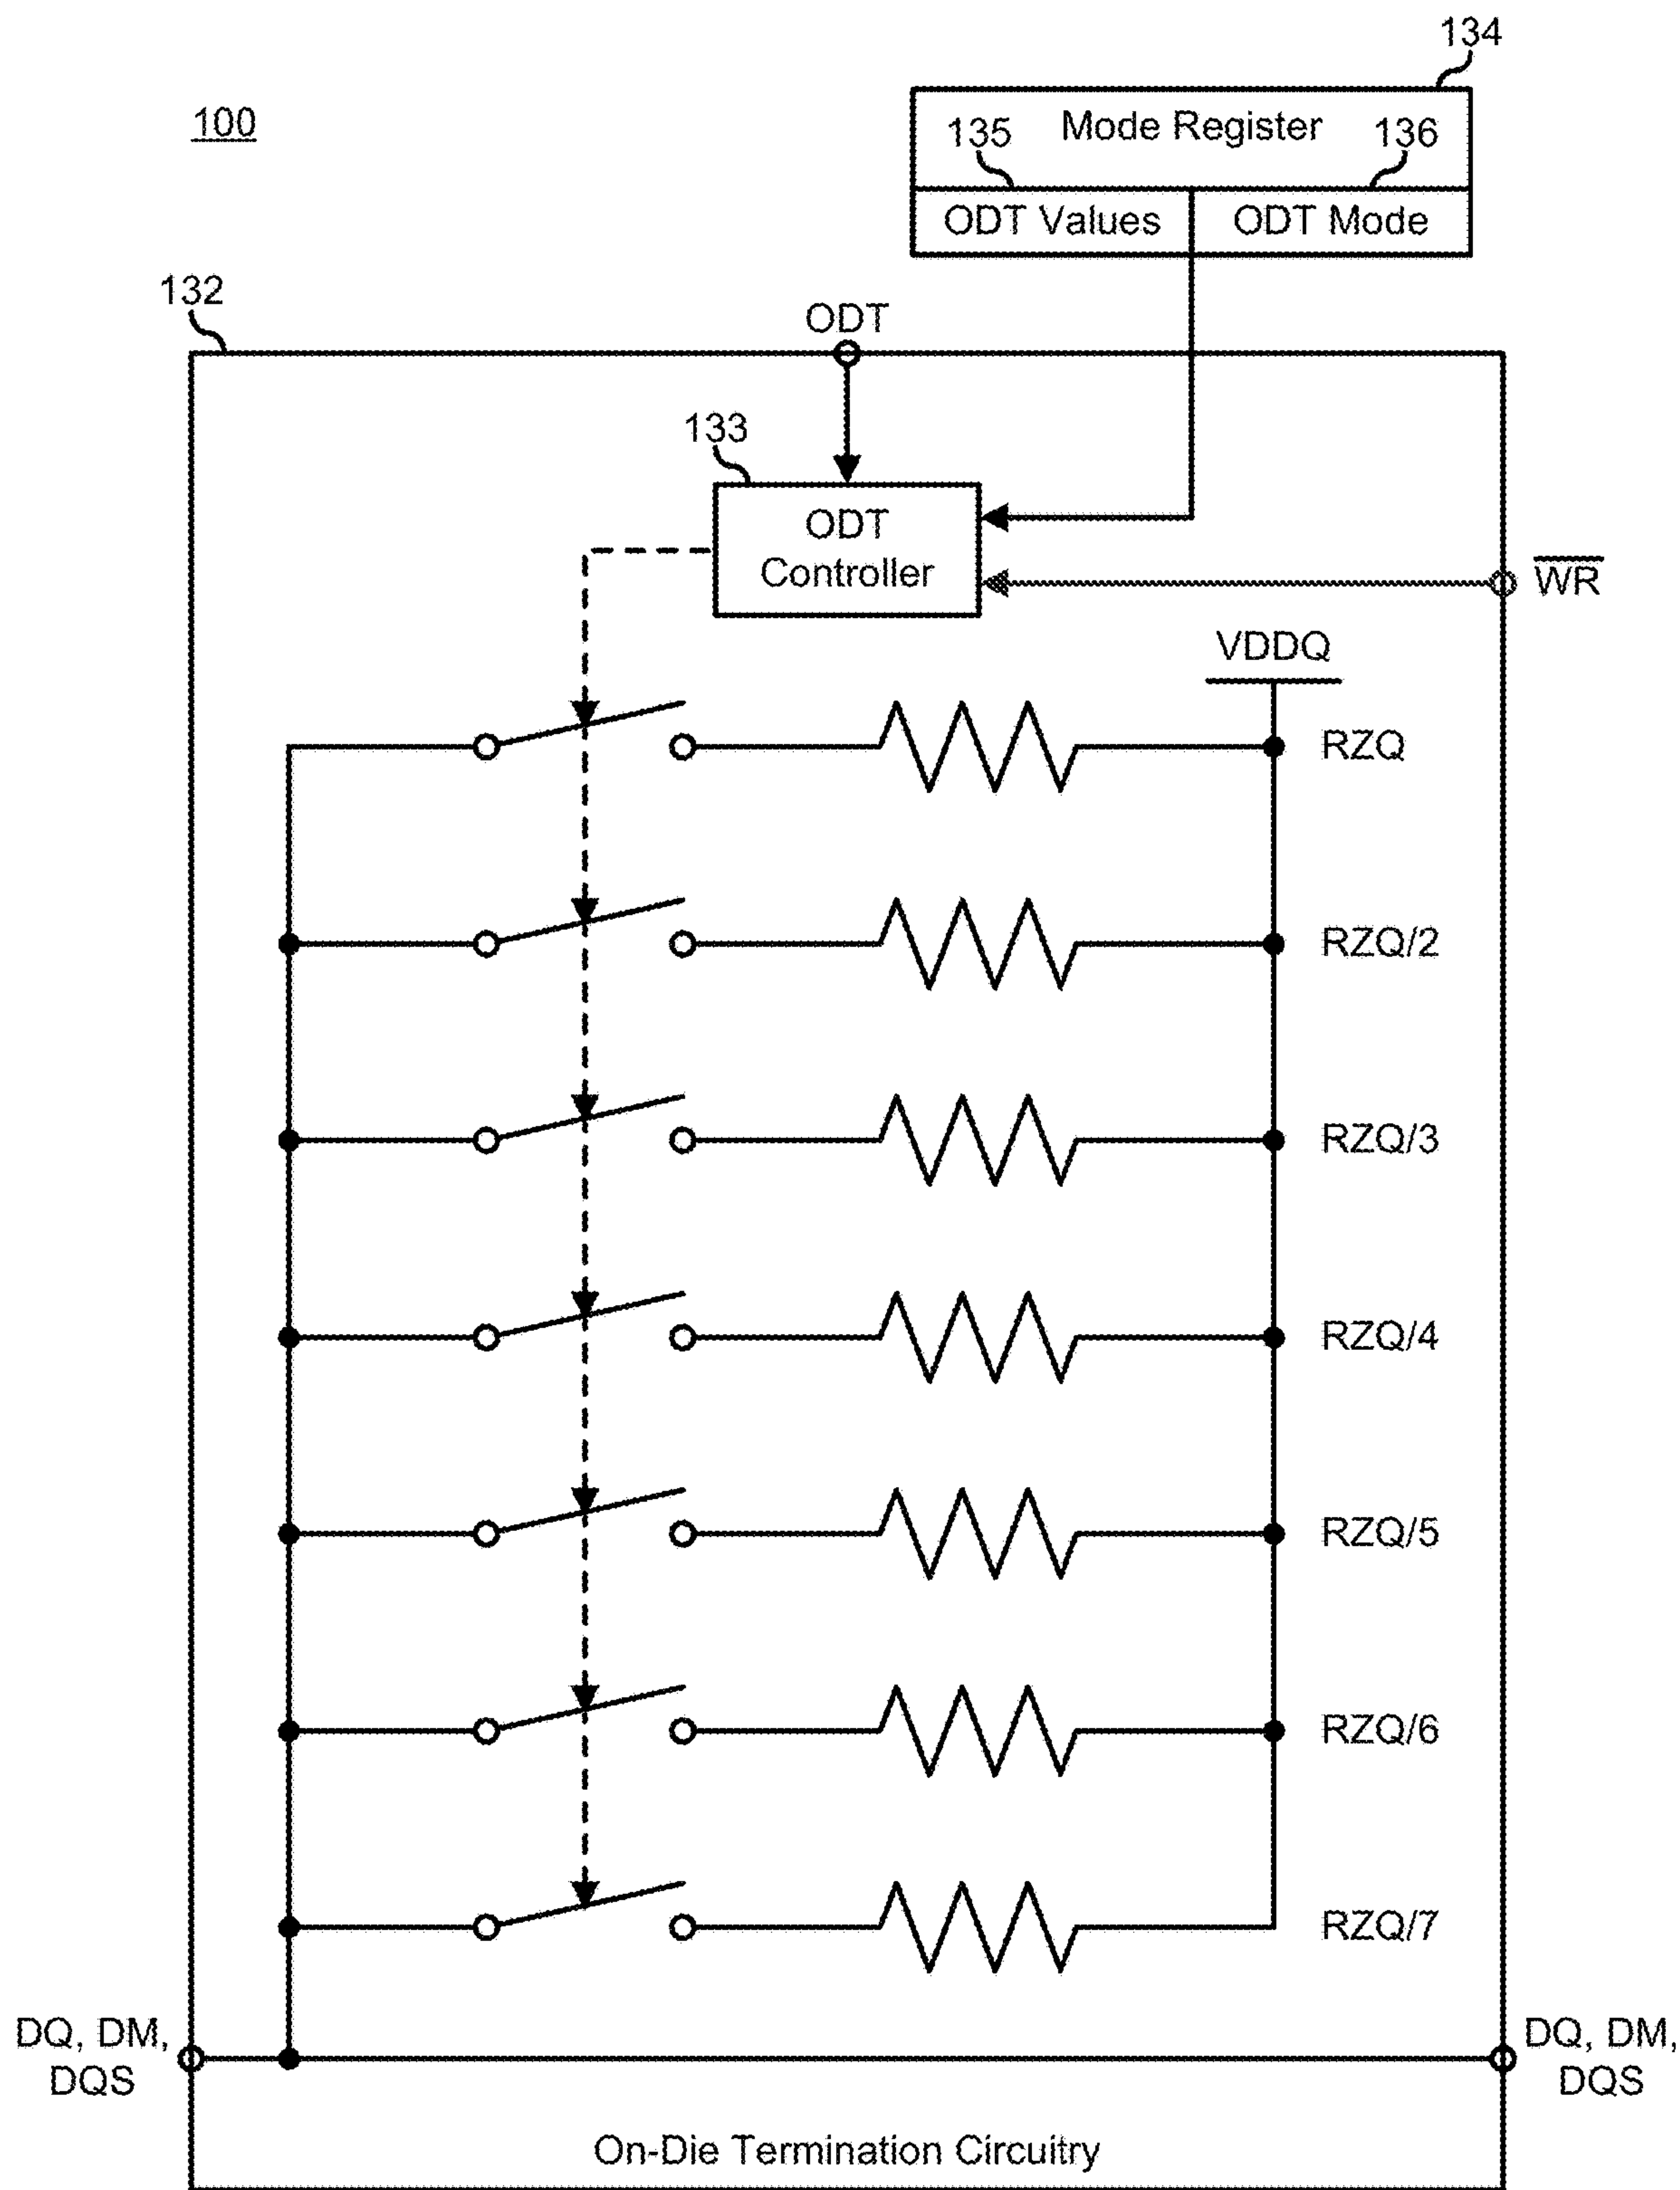 134
100
135
Mode Register
136
ODT Values
ODT Mode
132
ODT
133
ODT
Controller
W̅R̅
VDDQ
RZQ
RZQ/2
RZQ/3
RZQ/4
RZQ/5
RZQ/6
RZQ/7
DQ, DM,
DQS
DQ, DM,
DQS
On-Die Termination Circuitry